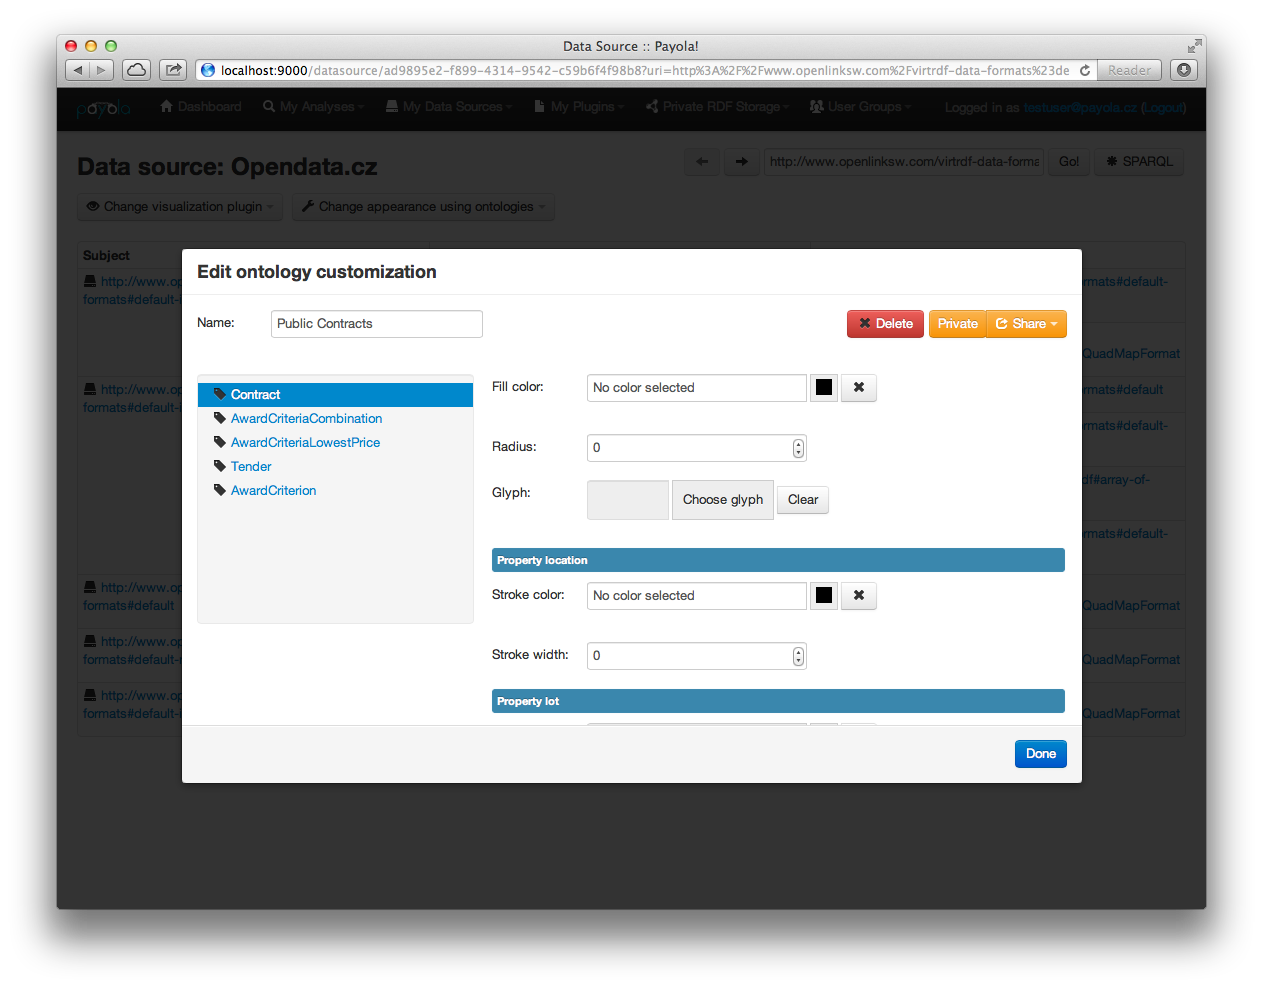 Data Source :: Payola!
localhost:9000/datasource/ad9895e2-f899-4314-9542-c59b6f4f98b8?uri=http%3A%2F%2Fwww.openlinksw.com%2Fvirtrdf-data-formats%23de
Reader
payola Dashboard My Analyses My Data Sources My Plugins Private RDF Storage User Groups Logged in as testuser@payola.cz (Logout)
Data source: Opendata.cz
http://www.openlinksw.com/virtrdf-data-forma Go! SPARQL
Change visualization plugin Change appearance using ontologies
Subject
http://www.op
formats#default-i
rmats#default-
QuadMapFormat
http://www.op
formats#default-i
rmats#default
rmats#default-
df#array-of-
rmats#default-
http://www.op
formats#default
QuadMapFormat
http://www.op
formats#default-r
QuadMapFormat
http://www.op
formats#default-i
QuadMapFormat
Edit ontology customization
Name: Public Contracts
Delete Private Share
Contract
AwardCriteriaCombination
AwardCriteriaLowestPrice
Tender
AwardCriterion
Fill color: No color selected
Radius: 0
Glyph: Choose glyph Clear
Property location
Stroke color: No color selected
Stroke width: 0
Property lot
Done